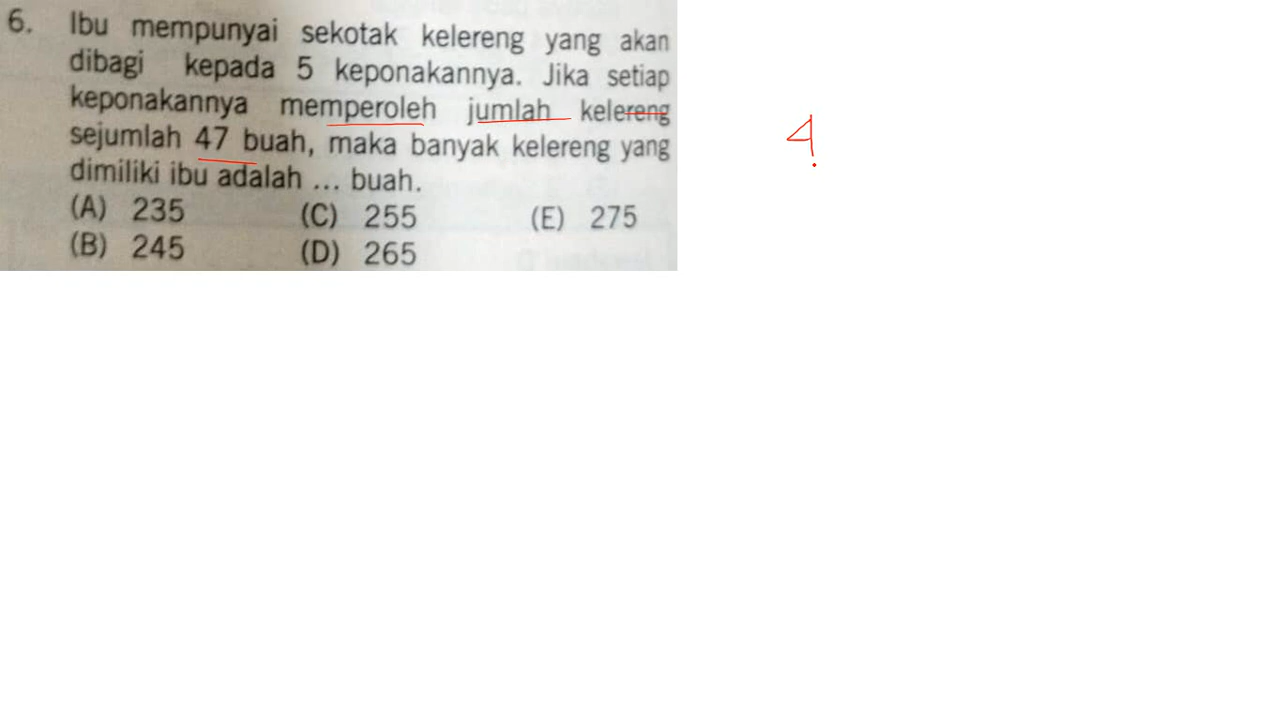 6. Ibu mempunyai sekotak kelereng yang akan
dibagi kepada 5 keponakannya. Jika setiap
keponakannya memperoleh jumlah kelereng
sejumlah 47 buah, maka banyak kelereng yang
dimiliki ibu adalah ... buah.
(A) 235 (C) 255 (E) 275
(B) 245 (D) 265
4